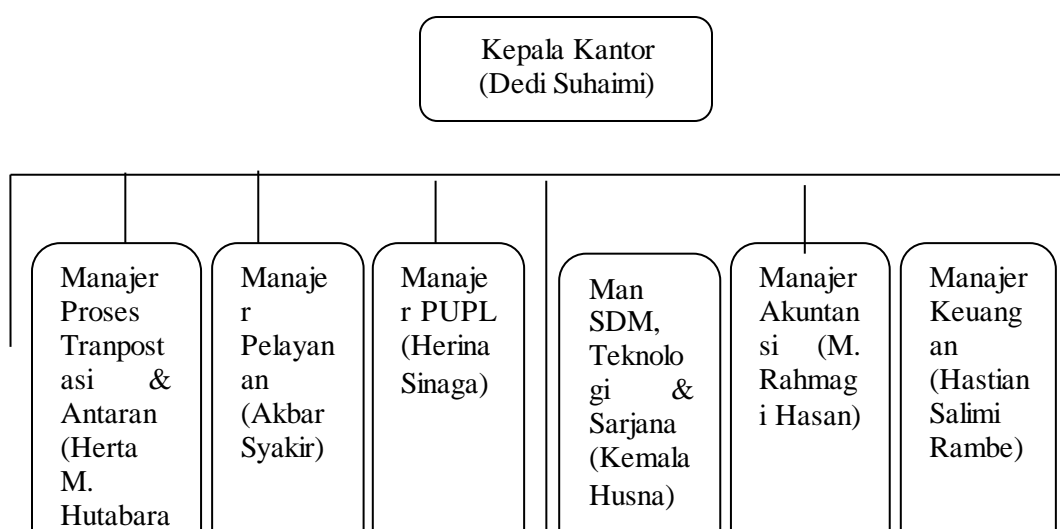 Kepala Kantor
(Dedi Suhaimi)
Manajer
Proses
Tranpost
asi &
Antaran
(Herta
M.
Hutabara
Manaje
r
Pelayan
an
(Akbar
Syakir)
Manaje
r PUPL
(Herina
Sinaga)
Man
SDM,
Teknolo
gi &
Sarjana
(Kemala
Husna)
Manajer
Akuntan
si (M.
Rahmag
i Hasan)
Manajer
Keuang
an
(Hastian
Salimi
Rambe)